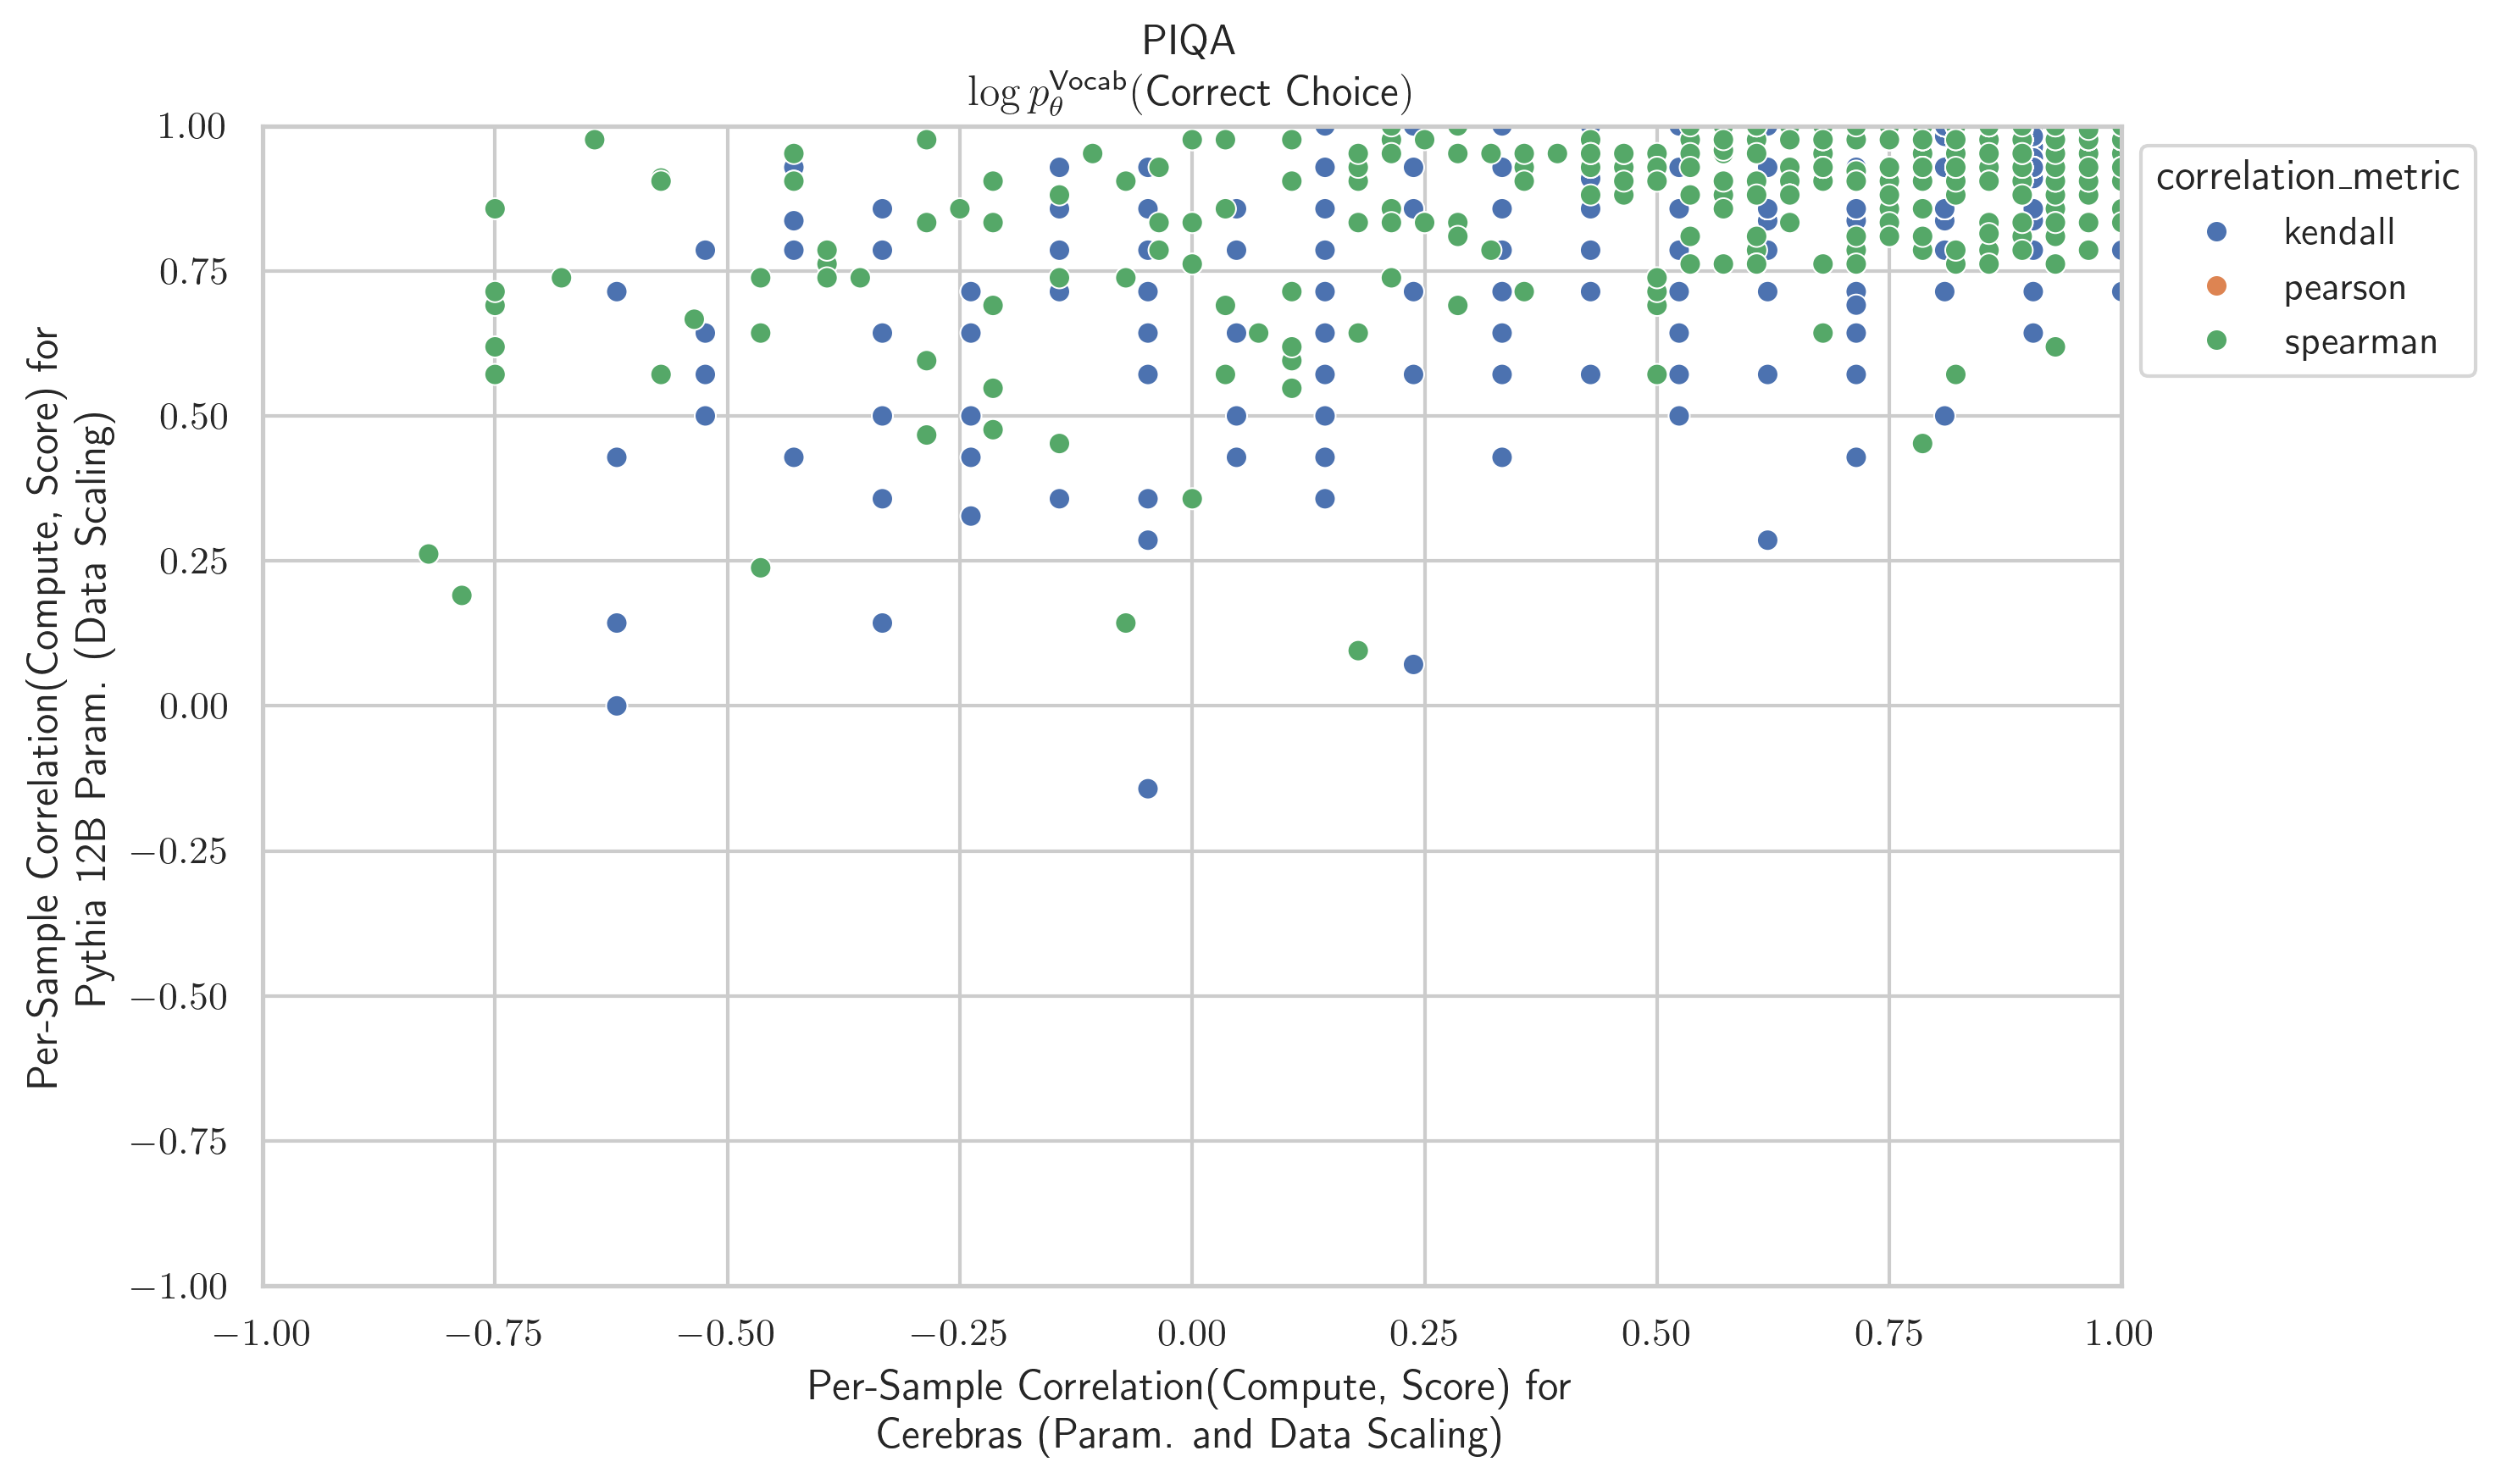 PIQA
log p_θ^Vocab(Correct Choice)
1.00
0.75
0.50
0.25
0.00
−0.25
−0.50
−0.75
−1.00
Per-Sample Correlation(Compute, Score) for
Pythia 12B Param. (Data Scaling)
−1.00 −0.75 −0.50 −0.25 0.00 0.25 0.50 0.75 1.00
Per-Sample Correlation(Compute, Score) for
Cerebras (Param. and Data Scaling)
correlation_metric
kendall
pearson
spearman